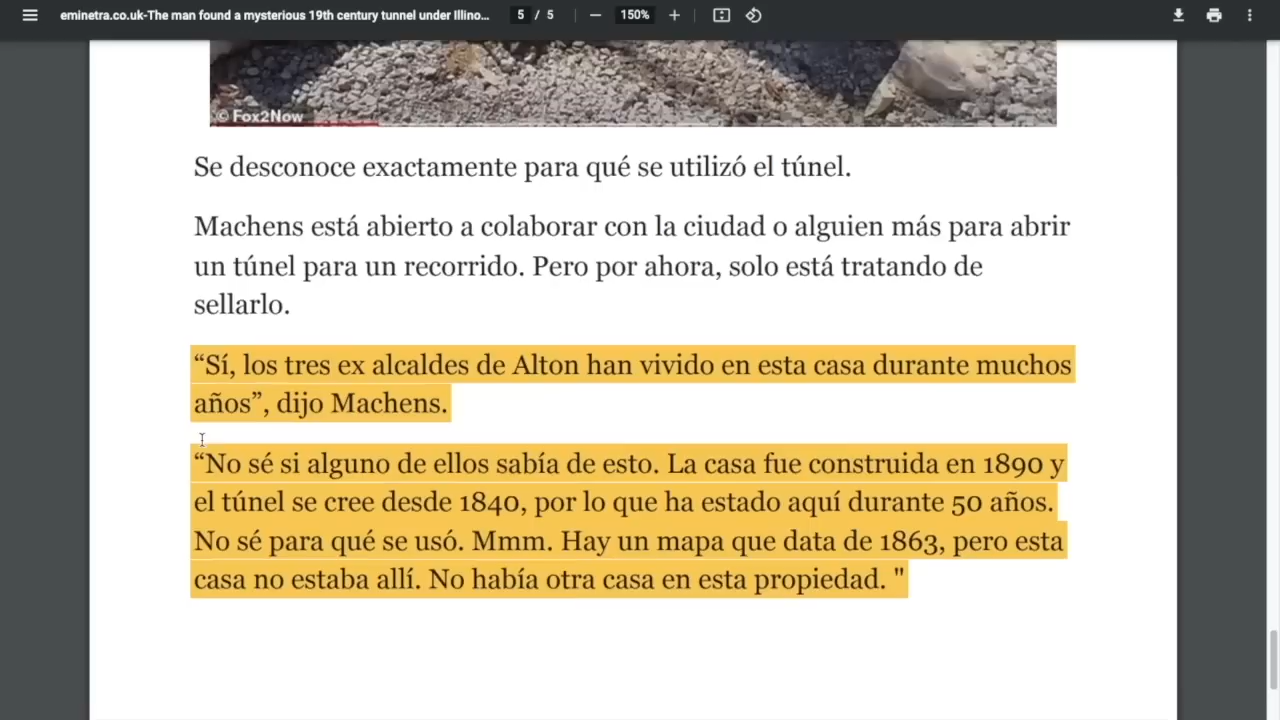 eminetra.co.uk-The man found a mysterious 19th century tunnel under Illino...
5 / 5
150%
© Fox2Now
Se desconoce exactamente para qué se utilizó el túnel.
Machens está abierto a colaborar con la ciudad o alguien más para abrir
un túnel para un recorrido. Pero por ahora, solo está tratando de
sellarlo.
“Sí, los tres ex alcaldes de Alton han vivido en esta casa durante muchos
años”, dijo Machens.
“No sé si alguno de ellos sabía de esto. La casa fue construida en 1890 y
el túnel se cree desde 1840, por lo que ha estado aquí durante 50 años.
No sé para qué se usó. Mmm. Hay un mapa que data de 1863, pero esta
casa no estaba allí. No había otra casa en esta propiedad. "